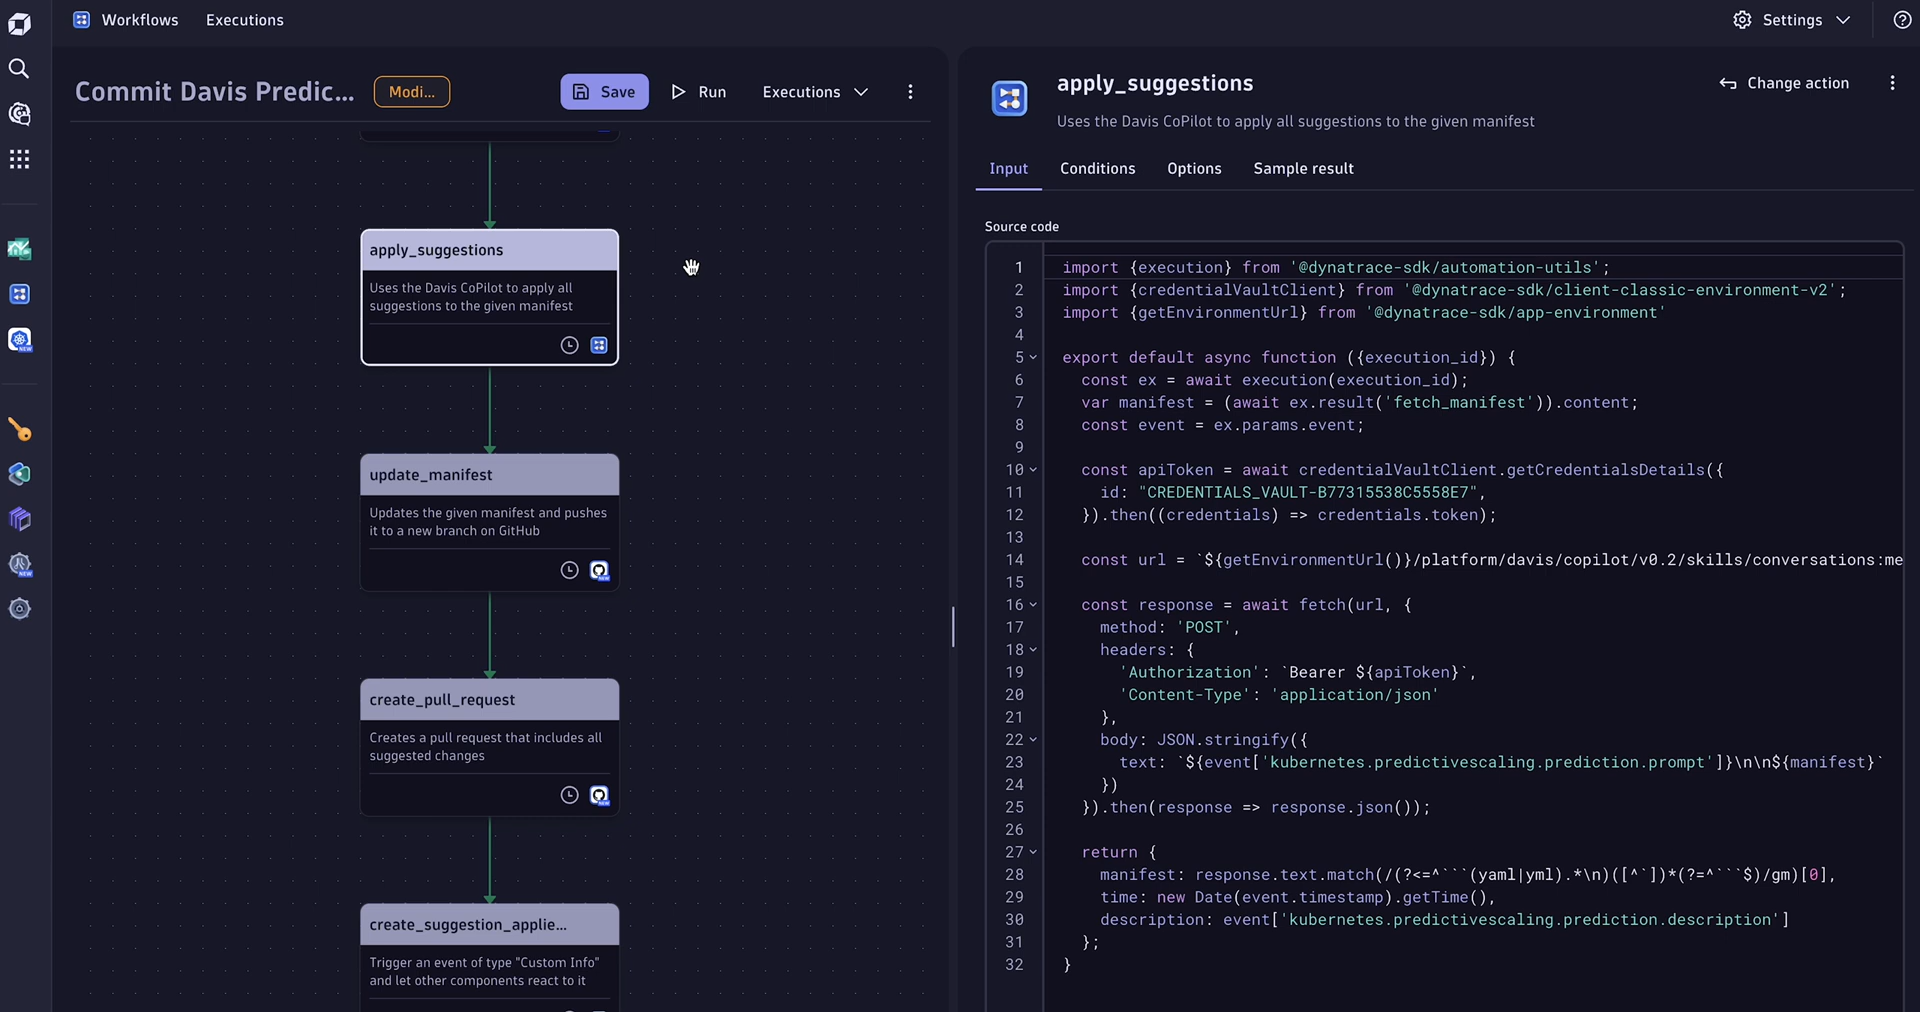 Workflows
Executions
Settings
Commit Davis Predic...
Modi...
Save
Run
Executions
apply_suggestions
Uses the Davis CoPilot to apply all
suggestions to the given manifest
update_manifest
Updates the given manifest and pushes
it to a new branch on GitHub
create_pull_request
Creates a pull request that includes all
suggested changes
create_suggestion_applie...
Trigger an event of type "Custom Info"
and let other components react to it
apply_suggestions
Change action
Uses the Davis CoPilot to apply all suggestions to the given manifest
Input
Conditions
Options
Sample result
Source code
1 import {execution} from '@dynatrace-sdk/automation-utils';
2 import {credentialVaultClient} from '@dynatrace-sdk/client-classic-environment-v2';
3 import {getEnvironmentUrl} from '@dynatrace-sdk/app-environment'
4
5 export default async function ({execution_id}) {
6 const ex = await execution(execution_id);
7 var manifest = (await ex.result('fetch_manifest')).content;
8 const event = ex.params.event;
9
10 const apiToken = await credentialVaultClient.getCredentialsDetails({
11 id: "CREDENTIALS_VAULT-B77315538C5558E7",
12 }).then((credentials) => credentials.token);
13
14 const url = `${getEnvironmentUrl()}/platform/davis/copilot/v0.2/skills/conversations:me
15
16 const response = await fetch(url, {
17 method: 'POST',
18 headers: {
19 'Authorization': `Bearer ${apiToken}`,
20 'Content-Type': 'application/json'
21 },
22 body: JSON.stringify({
23 text: `${event['kubernetes.predictivescaling.prediction.prompt']}\n\n${manifest}`
24 })
25 }).then(response => response.json());
26
27 return {
28 manifest: response.text.match(/(?<=^```(yaml|yml).*\n)([^`])*(?=^```$)/gm)[0],
29 time: new Date(event.timestamp).getTime(),
30 description: event['kubernetes.predictivescaling.prediction.description']
31 };
32 }